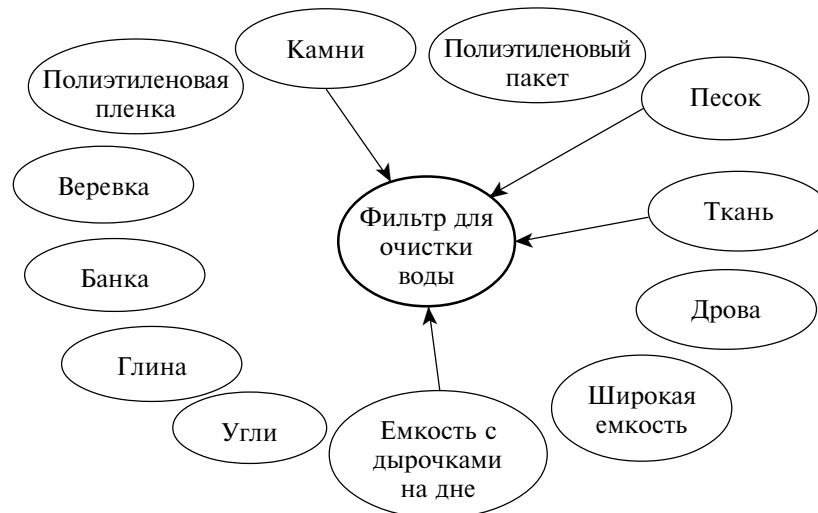 Камни
Полиэтиленовый
пакет
Полиэтиленовая
пленка
Песок
Веревка
Фильтр для
очистки
воды
Ткань
Банка
Дрова
Глина
Широкая
емкость
Угли
Емкость с
дырочками
на дне